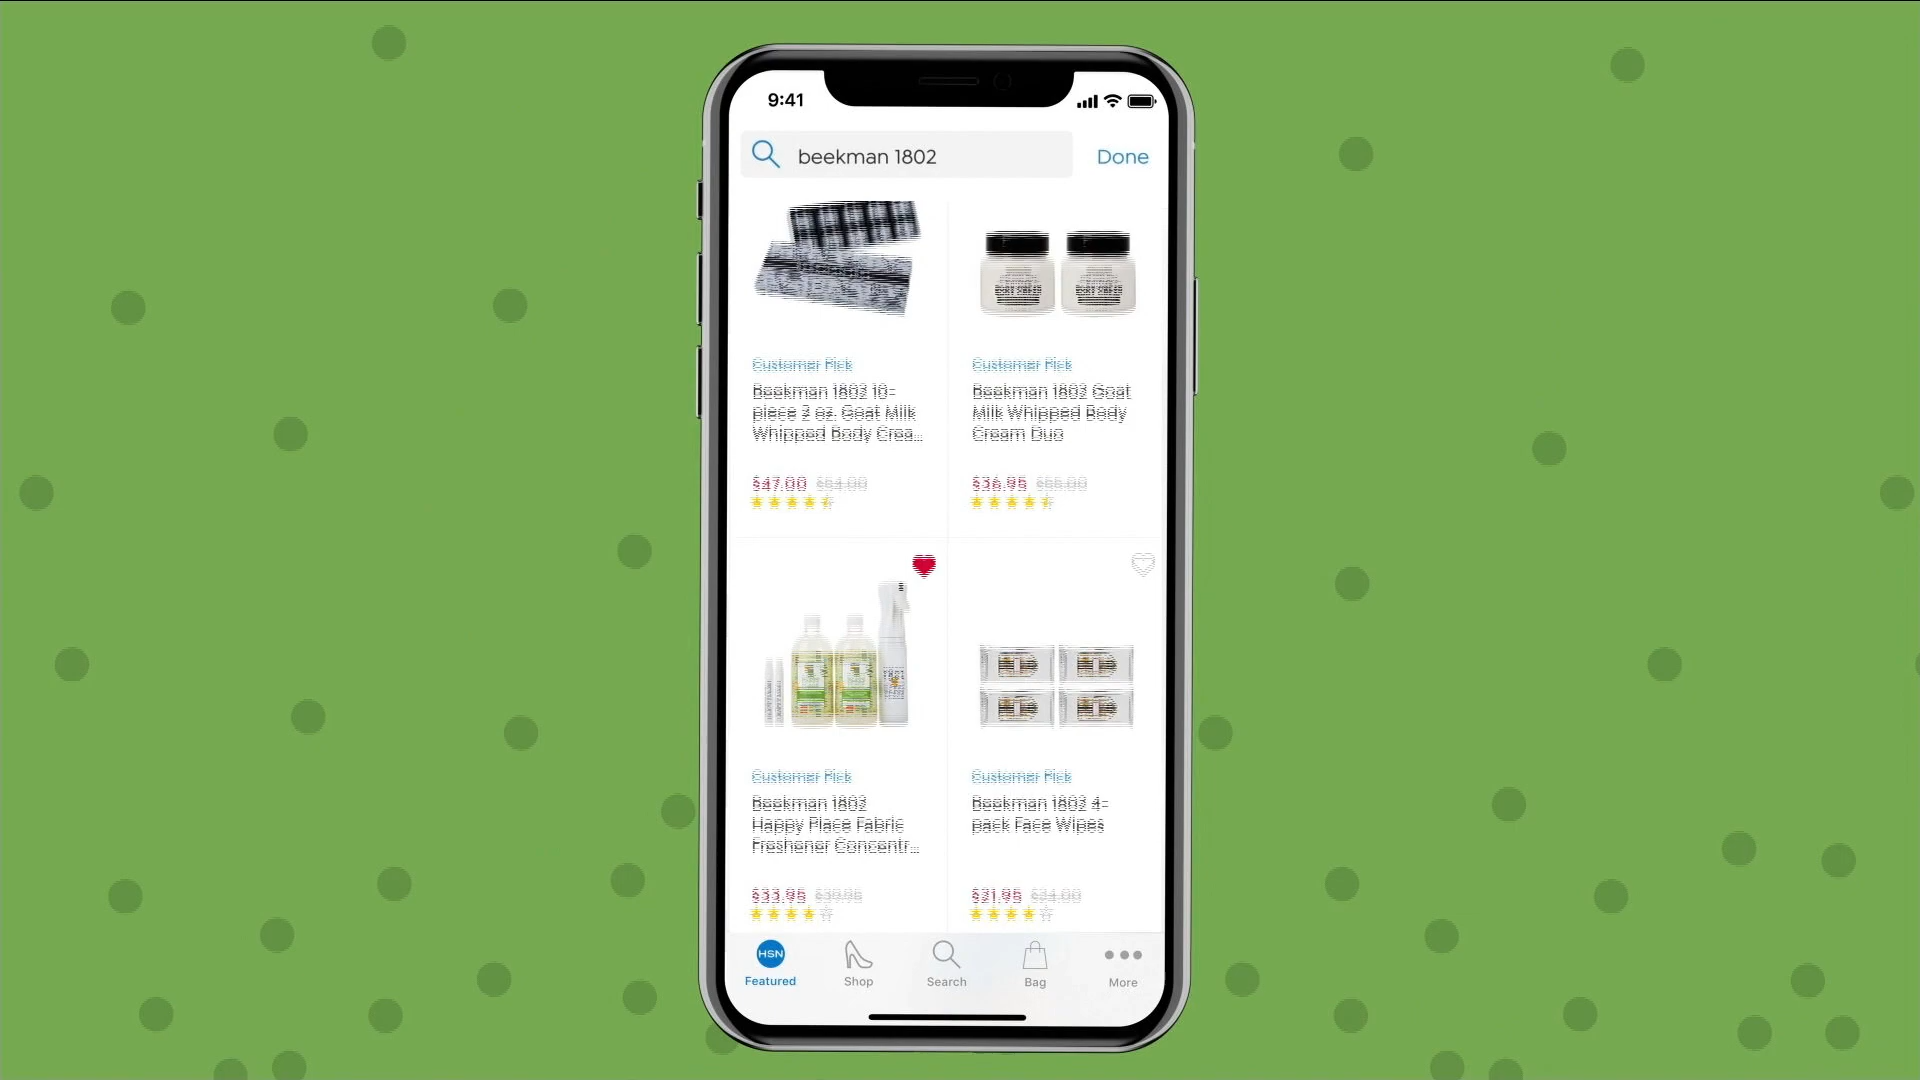 9:41
beekman 1802
Done
Customer Pick
Beekman 1802 10-
piece 2 oz. Goat Milk
Whipped Body Crea...
$47.00
Customer Pick
Beekman 1802 Goat
Milk Whipped Body
Cream Duo
$36.95
Customer Pick
Beekman 1802
Happy Place Fabric
Freshener Concentr...
$33.95
Customer Pick
Beekman 1802 4-
pack Face Wipes
$21.95
HSN
Featured
Shop
Search
Bag
More